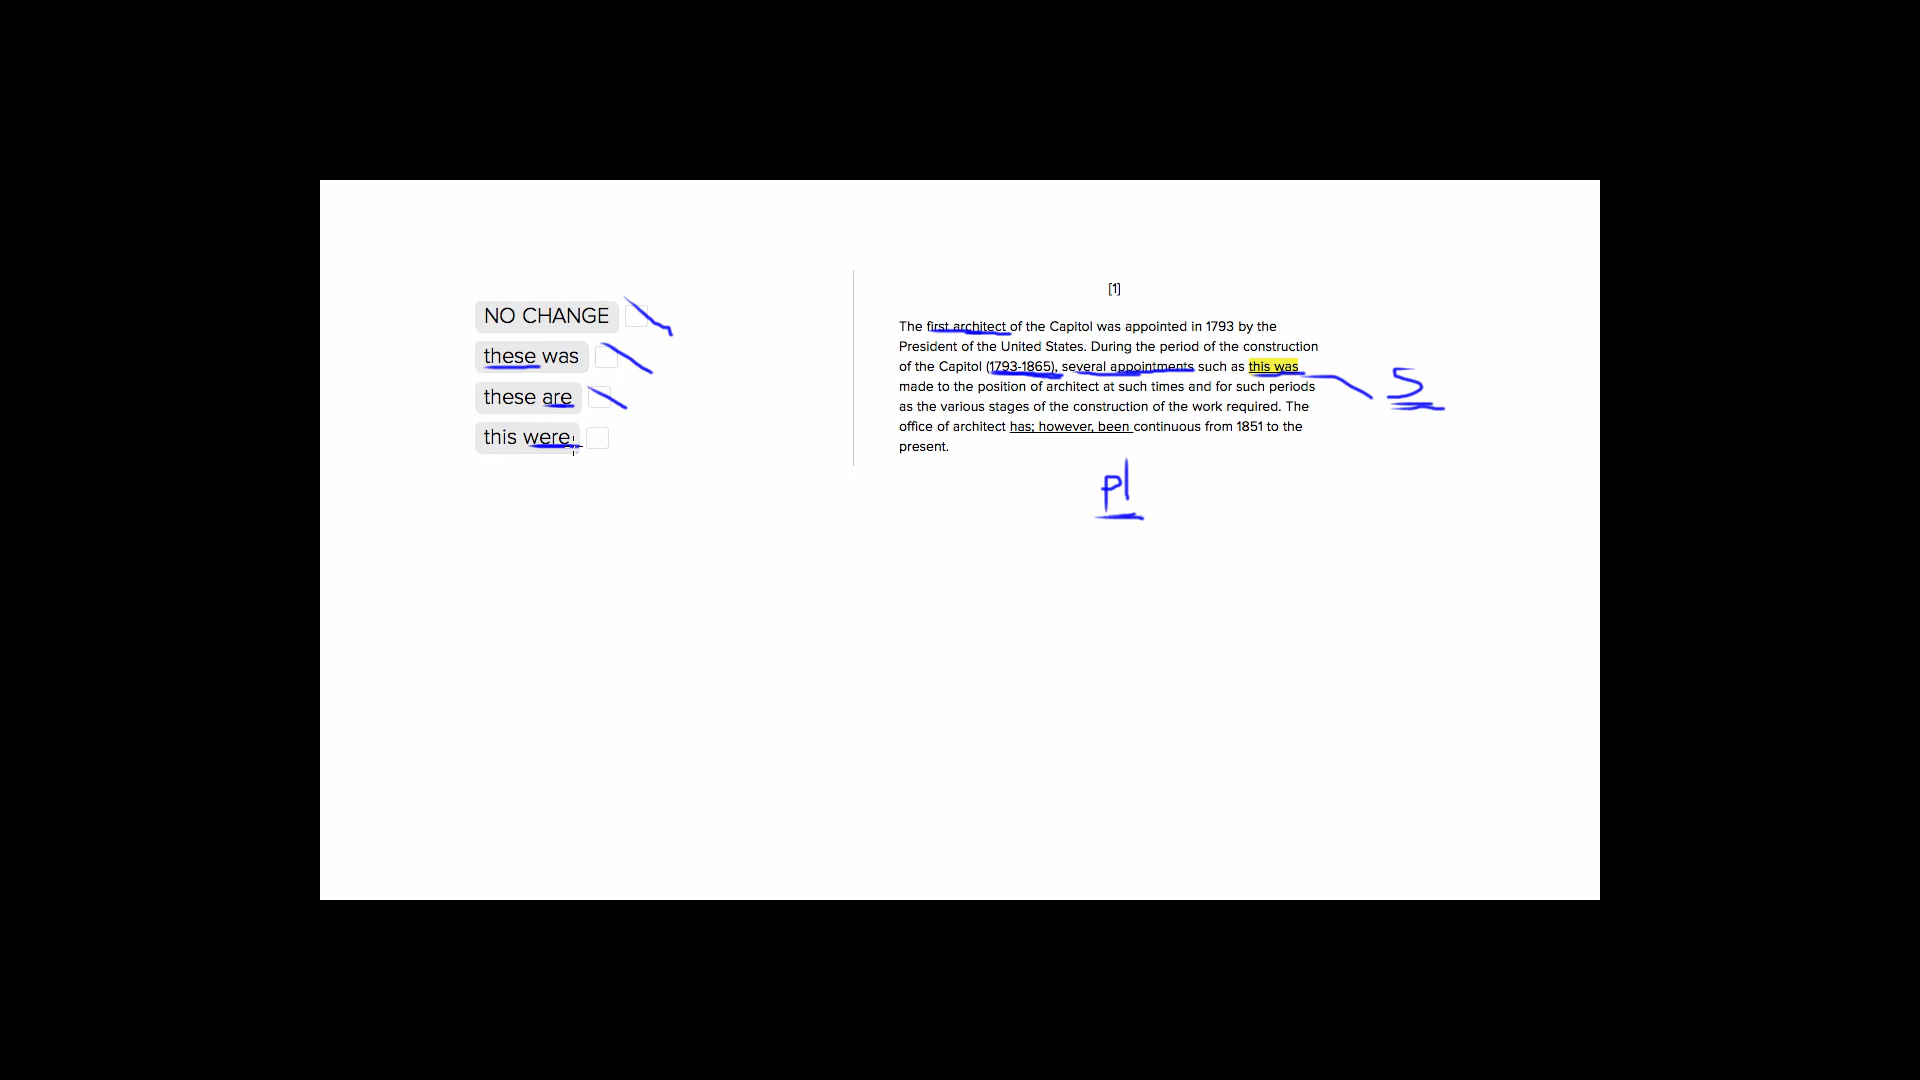 NO CHANGE
these was
these are
this were
[1]
The first architect of the Capitol was appointed in 1793 by the
President of the United States. During the period of the construction
of the Capitol (1793-1865), several appointments such as this was
made to the position of architect at such times and for such periods
as the various stages of the construction of the work required. The
office of architect has; however, been continuous from 1851 to the
present.
S
pl